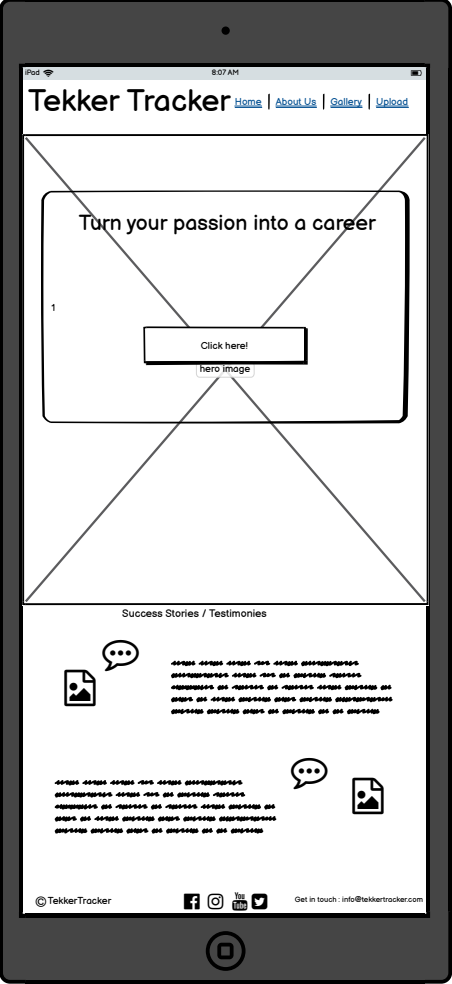 iPad
8:07 AM
Tekker Tracker Home | About Us | Gallery | Upload
Turn your passion into a career
1
Click here!
hero image
Success Stories / Testimonies
© TekkerTracker
You
Tube
Get in touch : info@tekkertracker.com